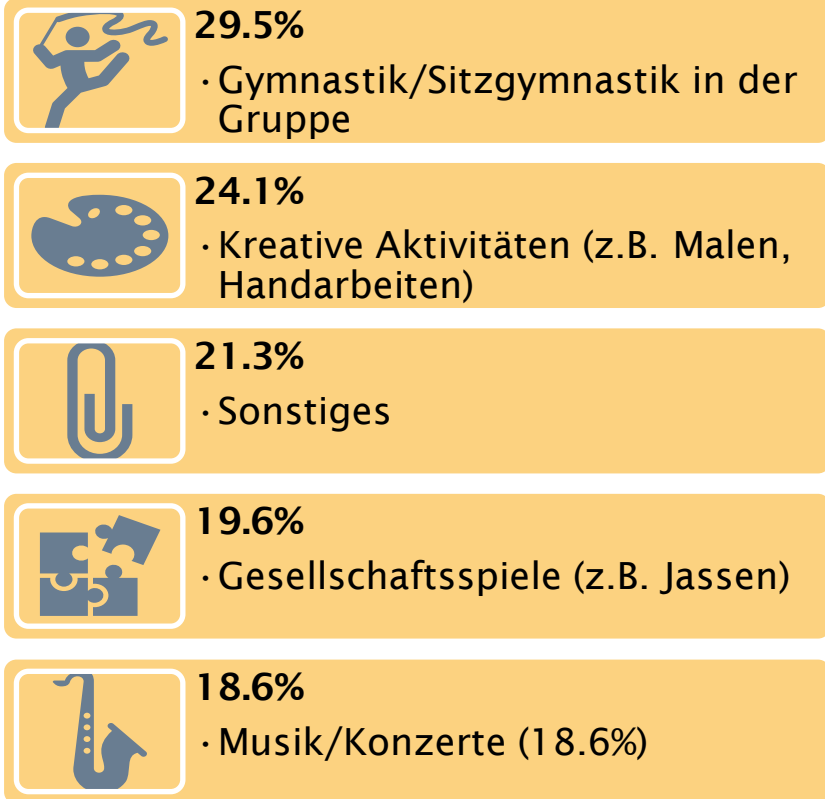 29.5%
·Gymnastik/Sitzgymnastik in der
Gruppe
24.1%
·Kreative Aktivitäten (z.B. Malen,
Handarbeiten)
21.3%
·Sonstiges
19.6%
·Gesellschaftsspiele (z.B. Jassen)
18.6%
·Musik/Konzerte (18.6%)